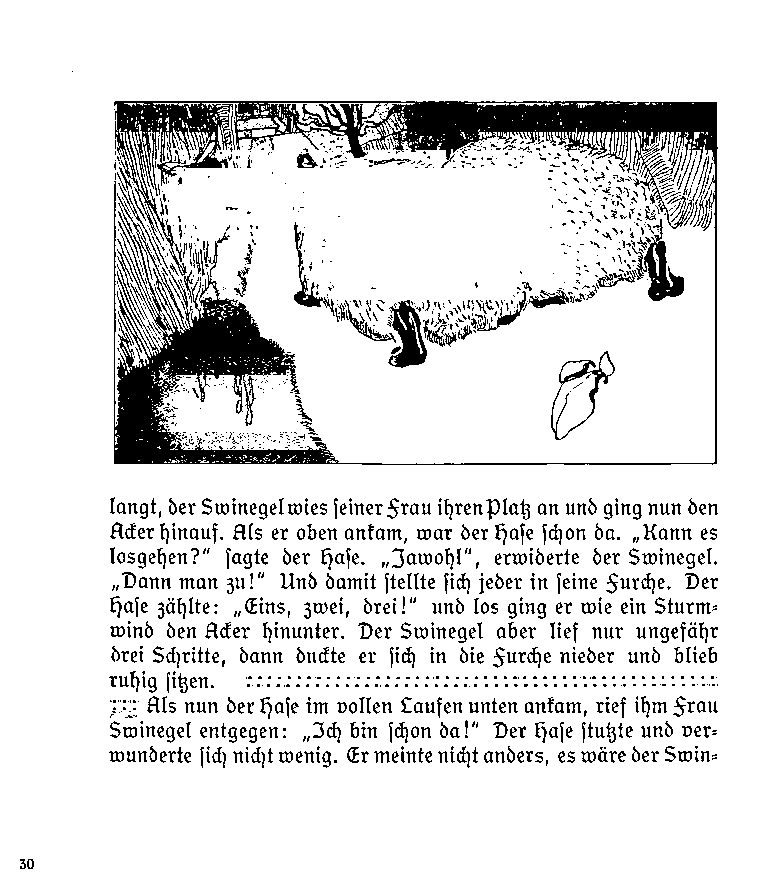 langt, der Swinegel wies seiner Frau ihren Platz an und ging nun den
Acker hinauf. Als er oben ankam, war der Hase schon da. „Kann es
losgehen?" sagte der Hase. „Jawohl", erwiderte der Swinegel.
„Dann man zu!" Und damit stellte sich jeder in seine Furche. Der
Hase zählte: „Eins, zwei, drei!" und los ging er wie ein Sturm=
wind den Acker hinunter. Der Swinegel aber lief nur ungefähr
drei Schritte, dann duckte er sich in die Furche nieder und blieb
ruhig sitzen.
Als nun der Hase im vollen Laufen unten ankam, rief ihm Frau
Swinegel entgegen: „Ich bin schon da!" Der Hase stutzte und ver=
wunderte sich nicht wenig. Er meinte nicht anders, es wäre der Swin=
30